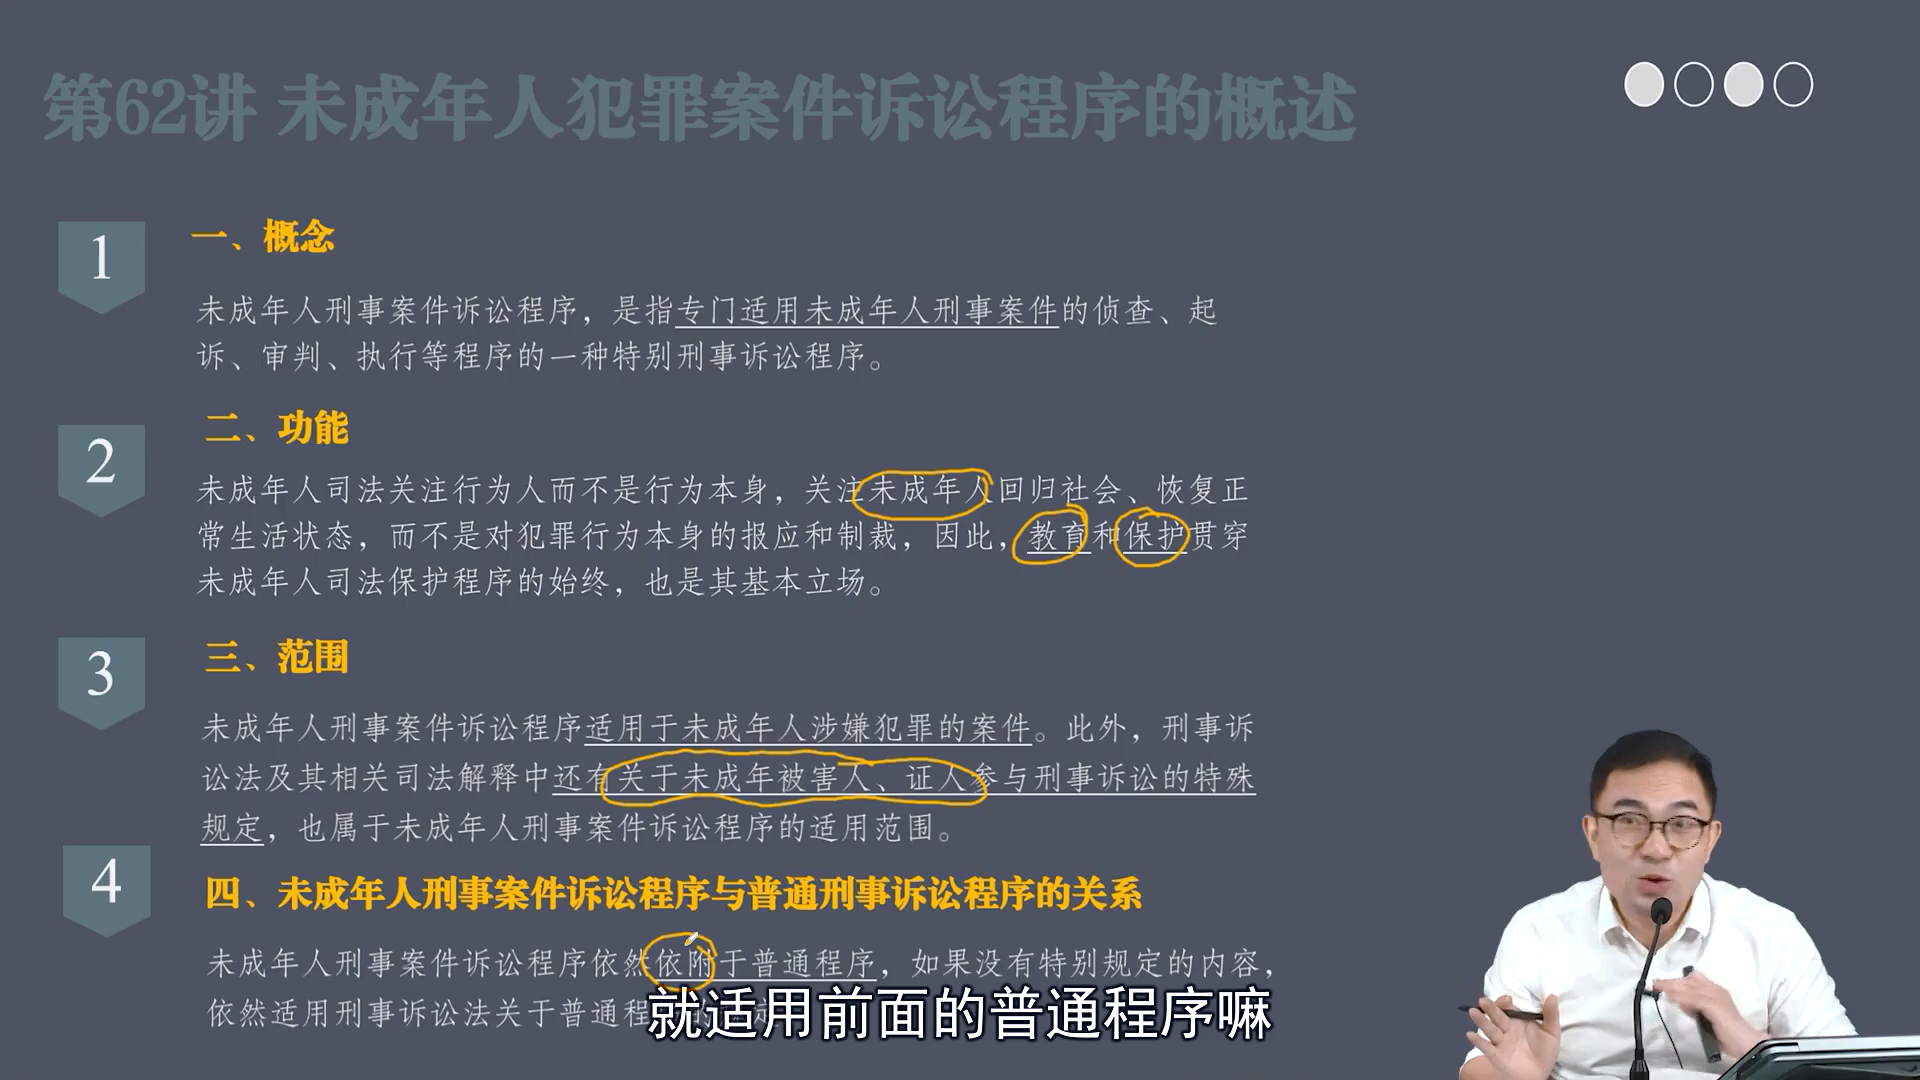 第62讲 未成年人犯罪案件诉讼程序的概述
1
一、概念
未成年人刑事案件诉讼程序，是指专门适用未成年人刑事案件的侦查、起
诉、审判、执行等程序的一种特别刑事诉讼程序。
2
二、功能
未成年人司法关注行为人而不是行为本身，关注未成年人回归社会、恢复正
常生活状态，而不是对犯罪行为本身的报应和制裁，因此，教育和保护贯穿
未成年人司法保护程序的始终，也是其基本立场。
3
三、范围
未成年人刑事案件诉讼程序适用于未成年人涉嫌犯罪的案件。此外，刑事诉
讼法及其相关司法解释中还有关于未成年被害人、证人参与刑事诉讼的特殊
规定，也属于未成年人刑事案件诉讼程序的适用范围。
4
四、未成年人刑事案件诉讼程序与普通刑事诉讼程序的关系
未成年人刑事案件诉讼程序依然依附于普通程序，如果没有特别规定的内容，
依然适用刑事诉讼法关于普通程
就适用前面的普通程序嘛